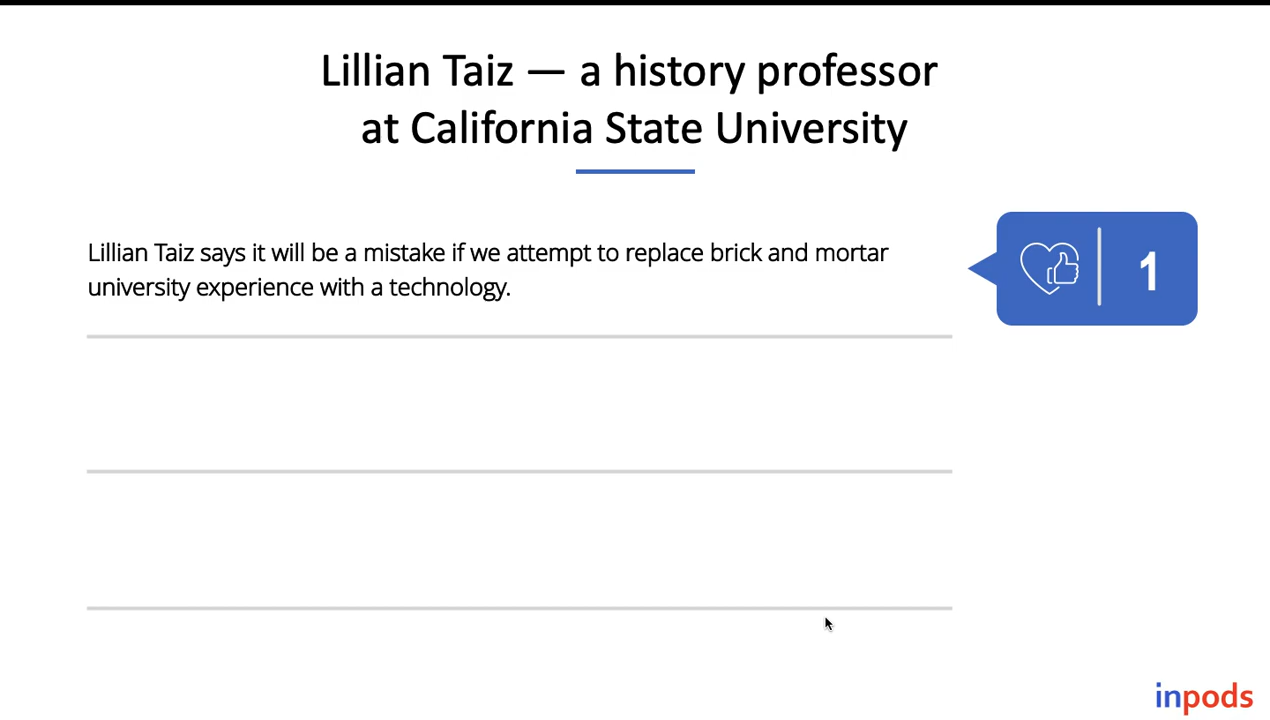 Lillian Taiz — a history professor
at California State University
Lillian Taiz says it will be a mistake if we attempt to replace brick and mortar
university experience with a technology.
1
inpods